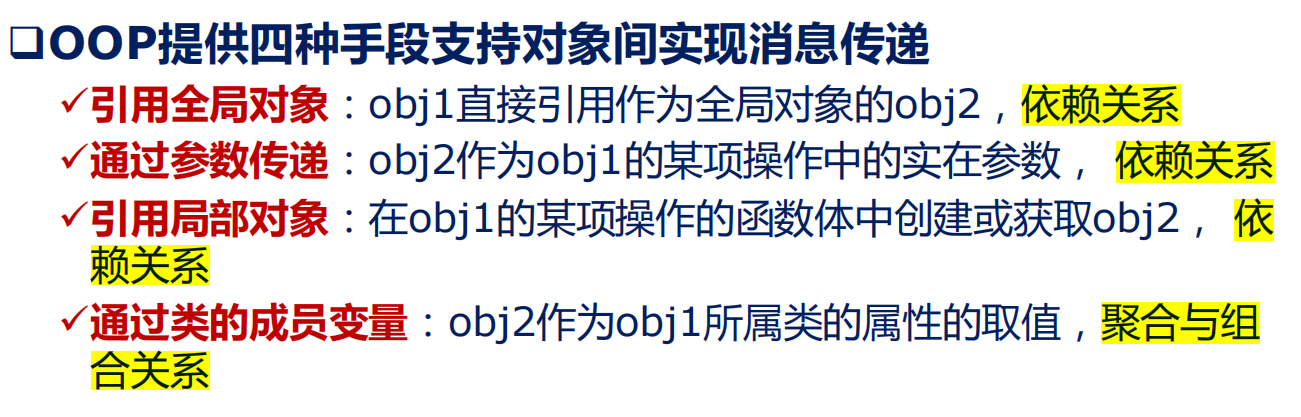 ❑OOP提供四种手段支持对象间实现消息传递
✓引用全局对象：obj1直接引用作为全局对象的obj2，依赖关系
✓通过参数传递：obj2作为obj1的某项操作中的实在参数， 依赖关系
✓引用局部对象：在obj1的某项操作的函数体中创建或获取obj2， 依
赖关系
✓通过类的成员变量：obj2作为obj1所属类的属性的取值，聚合与组
合关系